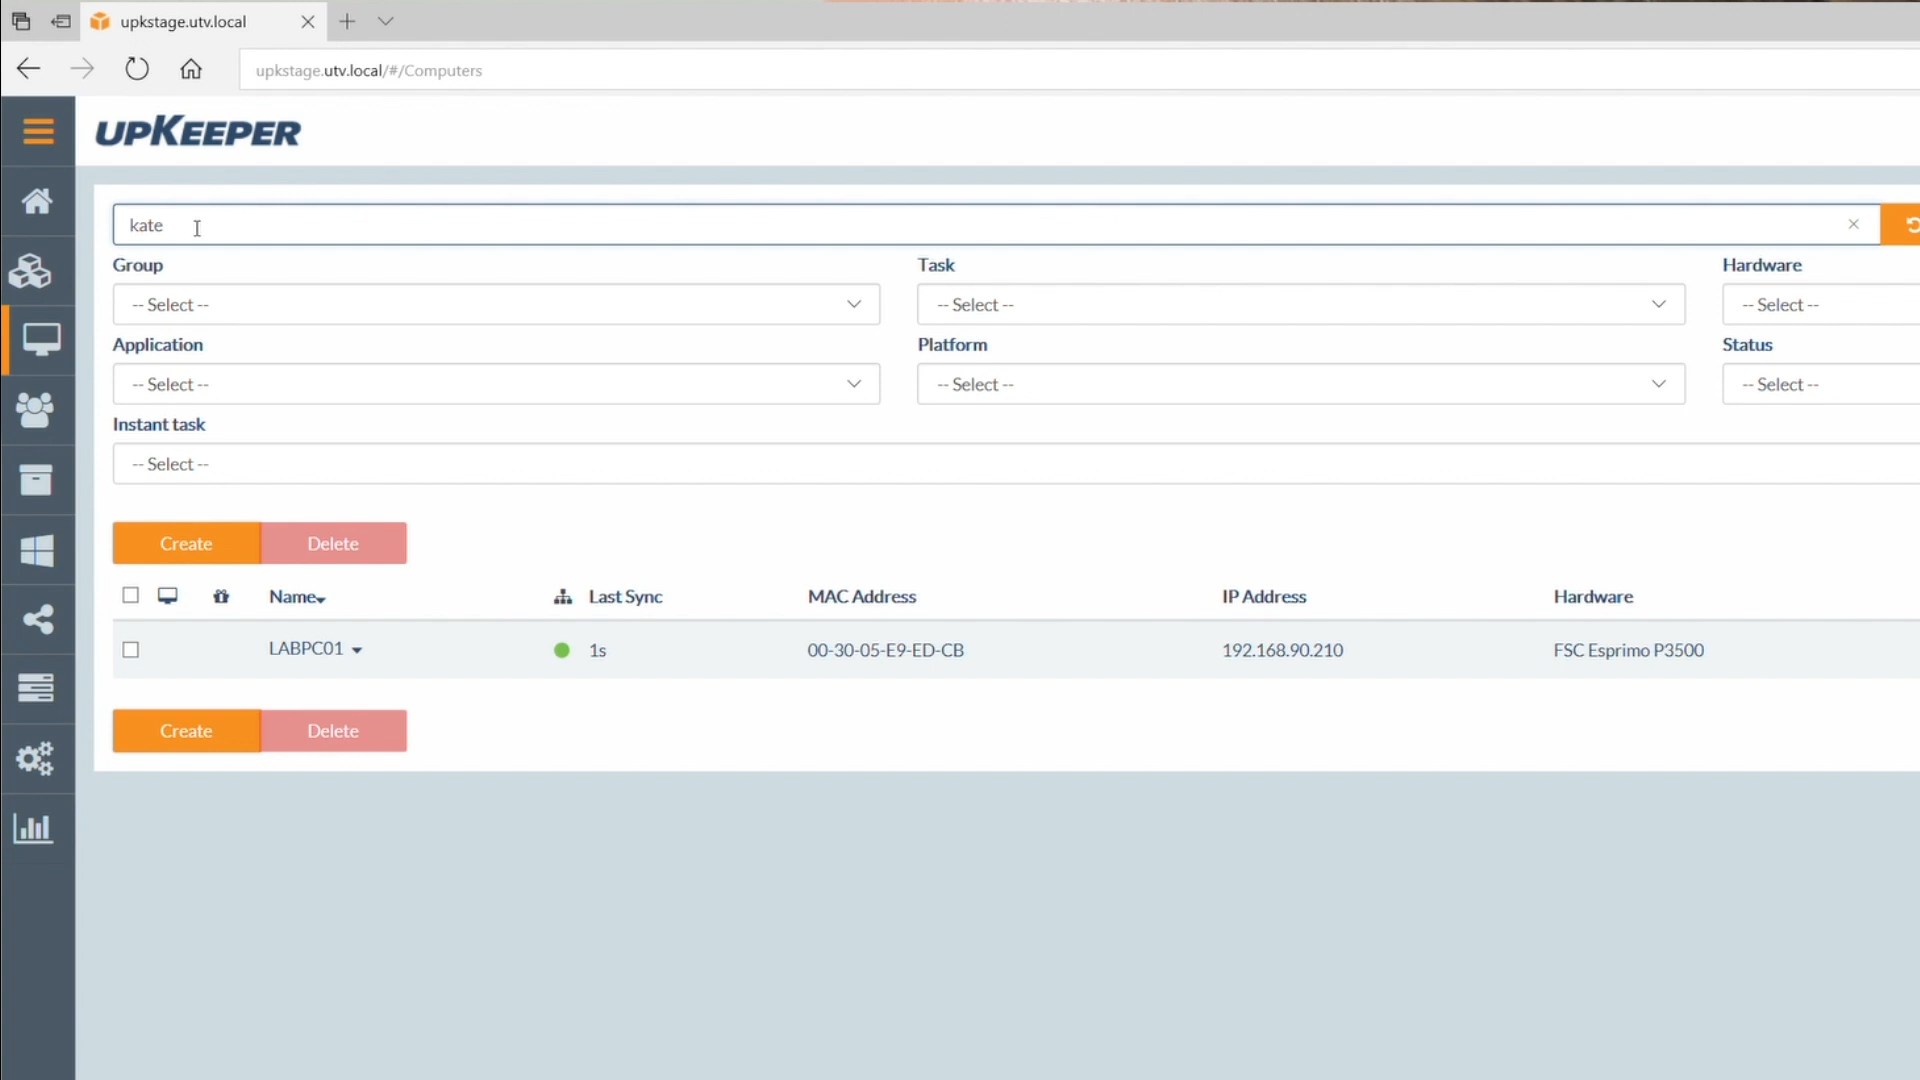 upkstage.utv.local
upkstage.utv.local/#/Computers
UPKEEPER
kate
Group Task Hardware
-- Select -- -- Select -- -- Select --
Application Platform Status
-- Select -- -- Select -- -- Select --
Instant task
-- Select --
Create Delete
Name Last Sync MAC Address IP Address Hardware
LABPC01 1s 00-30-05-E9-ED-CB 192.168.90.210 FSC Esprimo P3500
Create Delete